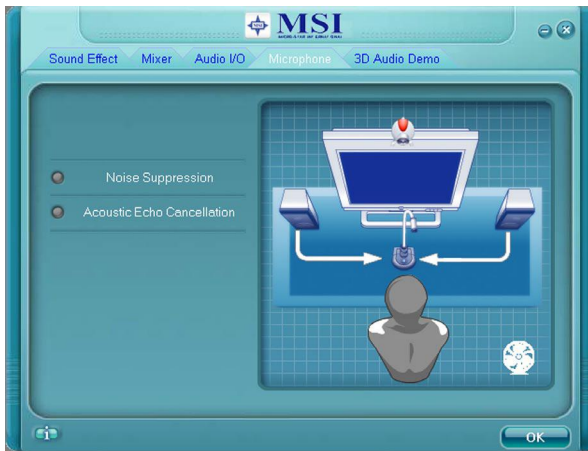 MSI
Sound Effect Mixer Audio I/O Microphone 3D Audio Demo
Noise Suppression
Acoustic Echo Cancellation
i
OK